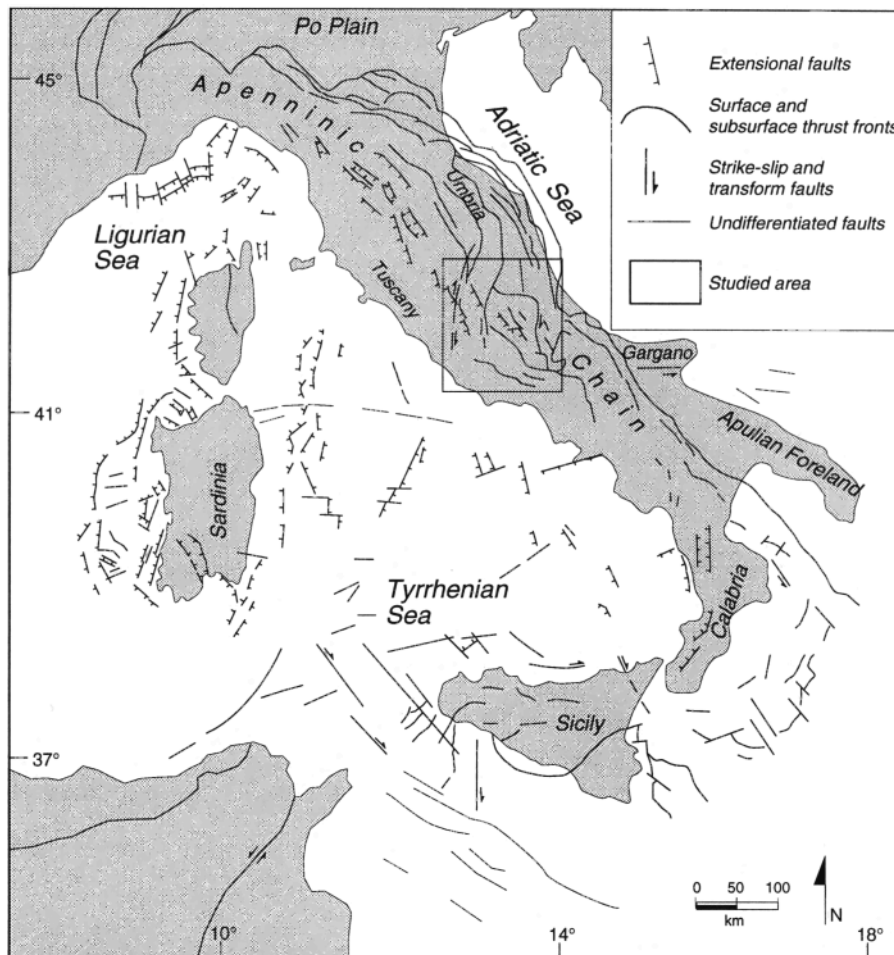 Po Plain
45°
Apenninic
Adriatic Sea
Umbria
Ligurian
Sea
Tuscany
Extensional faults
Surface and
subsurface thrust fronts
Strike-slip and
transform faults
Undifferentiated faults
Studied area
Gargano
Chain
41°
Apulian Foreland
Sardinia
Tyrrhenian
Sea
Calabria
Sicily
37°
0 50 100
km
N
10°
14°
18°